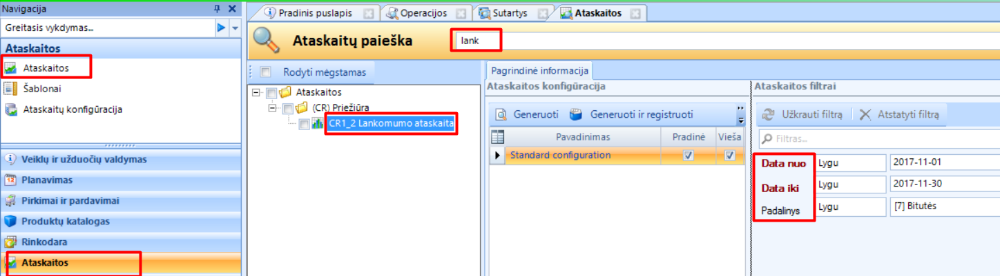 Navigacija
Greitasis vykdymas...
Ataskaitos
Ataskaitos
Šablonai
Ataskaitų konfigūracija
Veiklų ir užduočių valdymas
Planavimas
Pirkimai ir pardavimai
Produktų katalogas
Rinkodara
Ataskaitos
Pradinis puslapis Operacijos Sutartys Ataskaitos
Ataskaitų paieška lank
Rodyti mėgstamas
Ataskaitos
(CR) Priežiūra
CR1_2 Lankomumo ataskaita
Pagrindinė informacija
Ataskaitos konfigūracija
Generuoti Generuoti ir registruoti
Pavadinimas Pradinė Vieša
Standard configuration
Ataskaitos filtrai
Užkrauti filtrą Atstatyti filtrą
Filtras...
Data nuo Lygu 2017-11-01
Data iki Lygu 2017-11-30
Padalinys Lygu [7] Bitutės